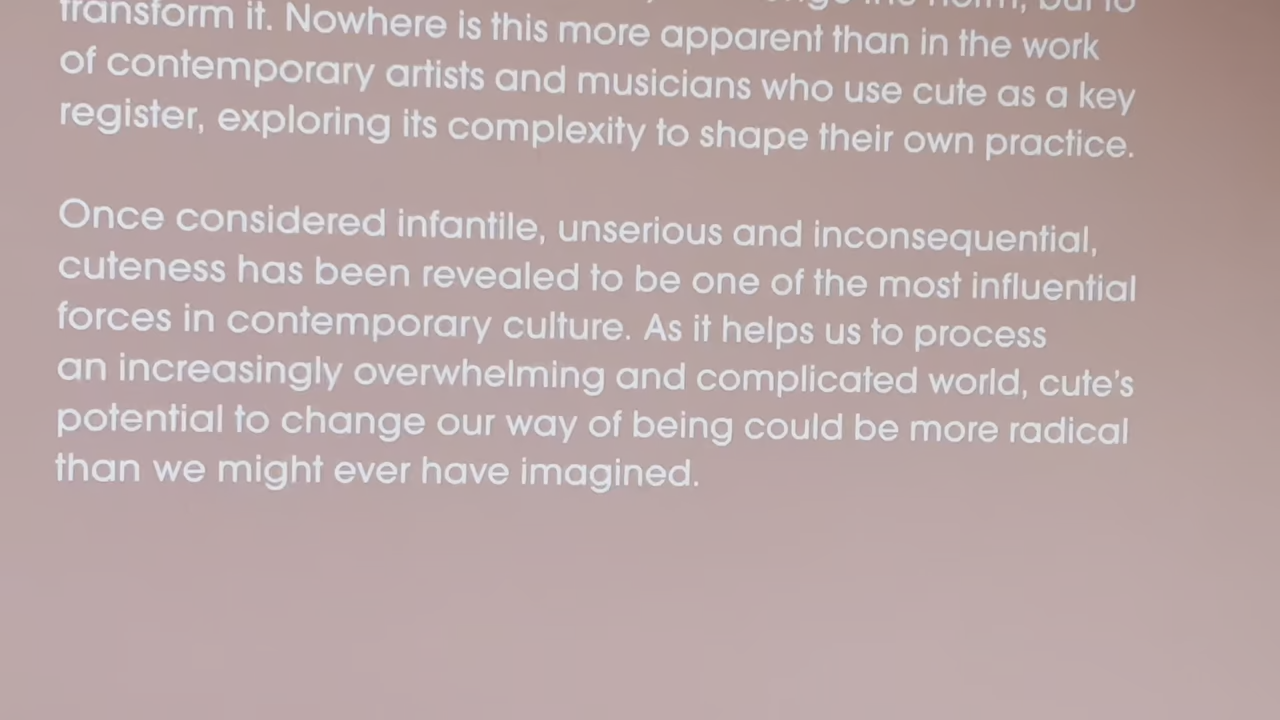 norm, but to
transform it. Nowhere is this more apparent than in the work
of contemporary artists and musicians who use cute as a key
register, exploring its complexity to shape their own practice.
Once considered infantile, unserious and inconsequential,
cuteness has been revealed to be one of the most influential
forces in contemporary culture. As it helps us to process
an increasingly overwhelming and complicated world, cute's
potential to change our way of being could be more radical
than we might ever have imagined.